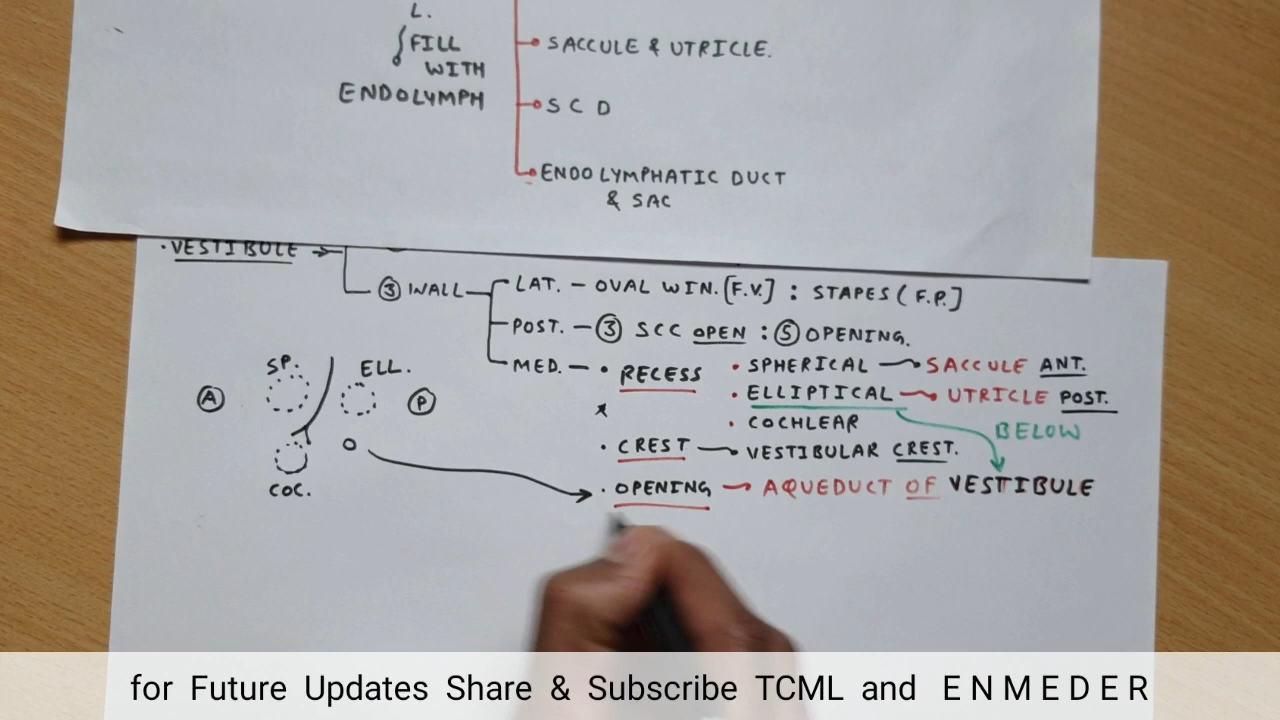 L.
FILL
WITH
ENDOLYMPH
SACCULE & UTRICLE.
S C D
ENDOLYMPHATIC DUCT
& SAC
· VESTIBULE →
③ WALL
LAT. – OVAL WIN. [F.V.] : STAPES (F.P.]
POST. – ③ SCC OPEN : ⑤ OPENING.
MED. – · RECESS
· SPHERICAL → SACCULE ANT.
· ELLIPTICAL → UTRICLE POST.
· COCHLEAR
BELOW
· CREST → VESTIBULAR CREST.
· OPENING → AQUEDUCT OF VESTIBULE
SP.
ELL.
Ⓐ
Ⓟ
COC.
for Future Updates Share & Subscribe TCML and E N M E D E R